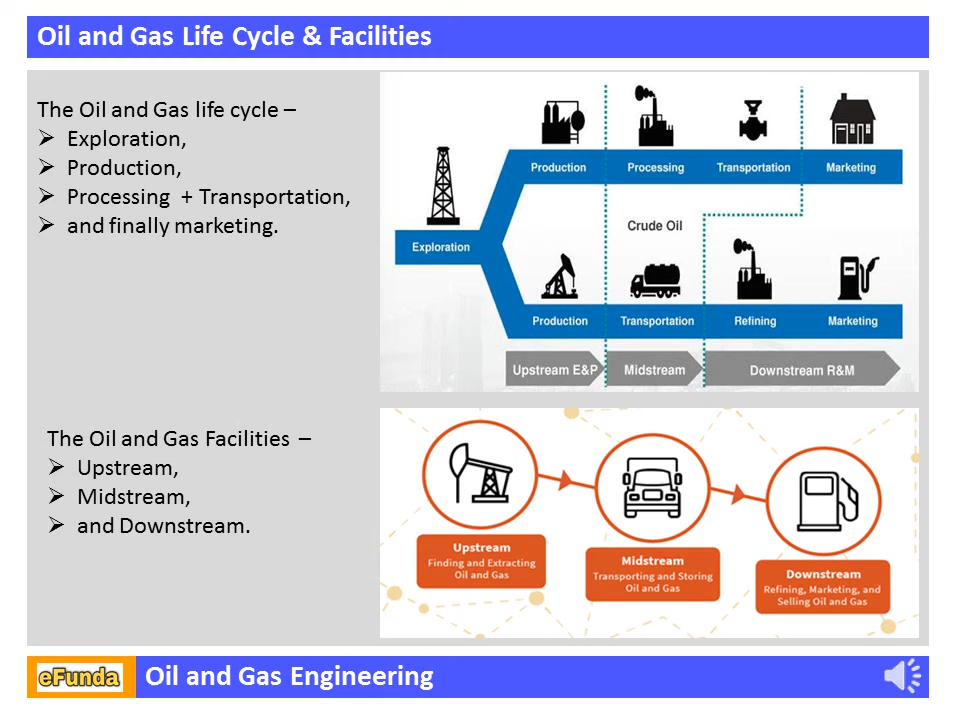 Oil and Gas Life Cycle & Facilities
The Oil and Gas life cycle –
➢ Exploration,
➢ Production,
➢ Processing + Transportation,
➢ and finally marketing.
Production Processing Transportation Marketing
Crude Oil
Exploration
Production Transportation Refining Marketing
Upstream E&P Midstream Downstream R&M
The Oil and Gas Facilities –
➢ Upstream,
➢ Midstream,
➢ and Downstream.
Upstream
Finding and Extracting
Oil and Gas
Midstream
Transporting and Storing
Oil and Gas
Downstream
Refining, Marketing, and
Selling Oil and Gas
eFunda
Oil and Gas Engineering